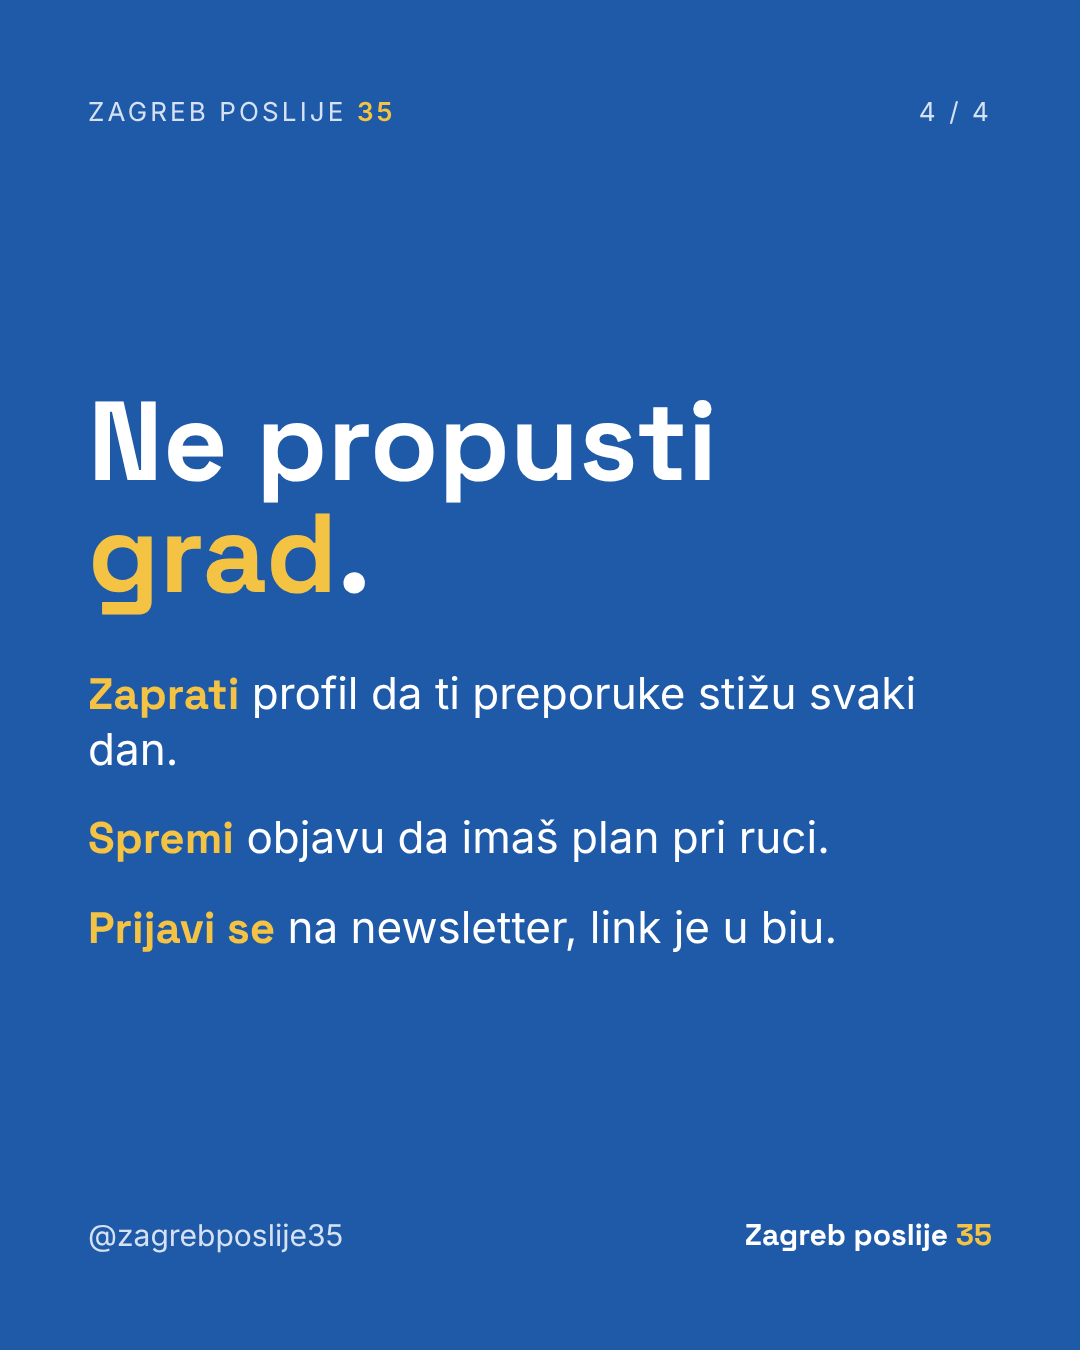 ZAGREB POSLIJE 35
4 / 4
Ne propusti
grad.
Zaprati profil da ti preporuke stižu svaki
dan.
Spremi objavu da imaš plan pri ruci.
Prijavi se na newsletter, link je u biu.
@zagrebposlije35
Zagreb poslije 35